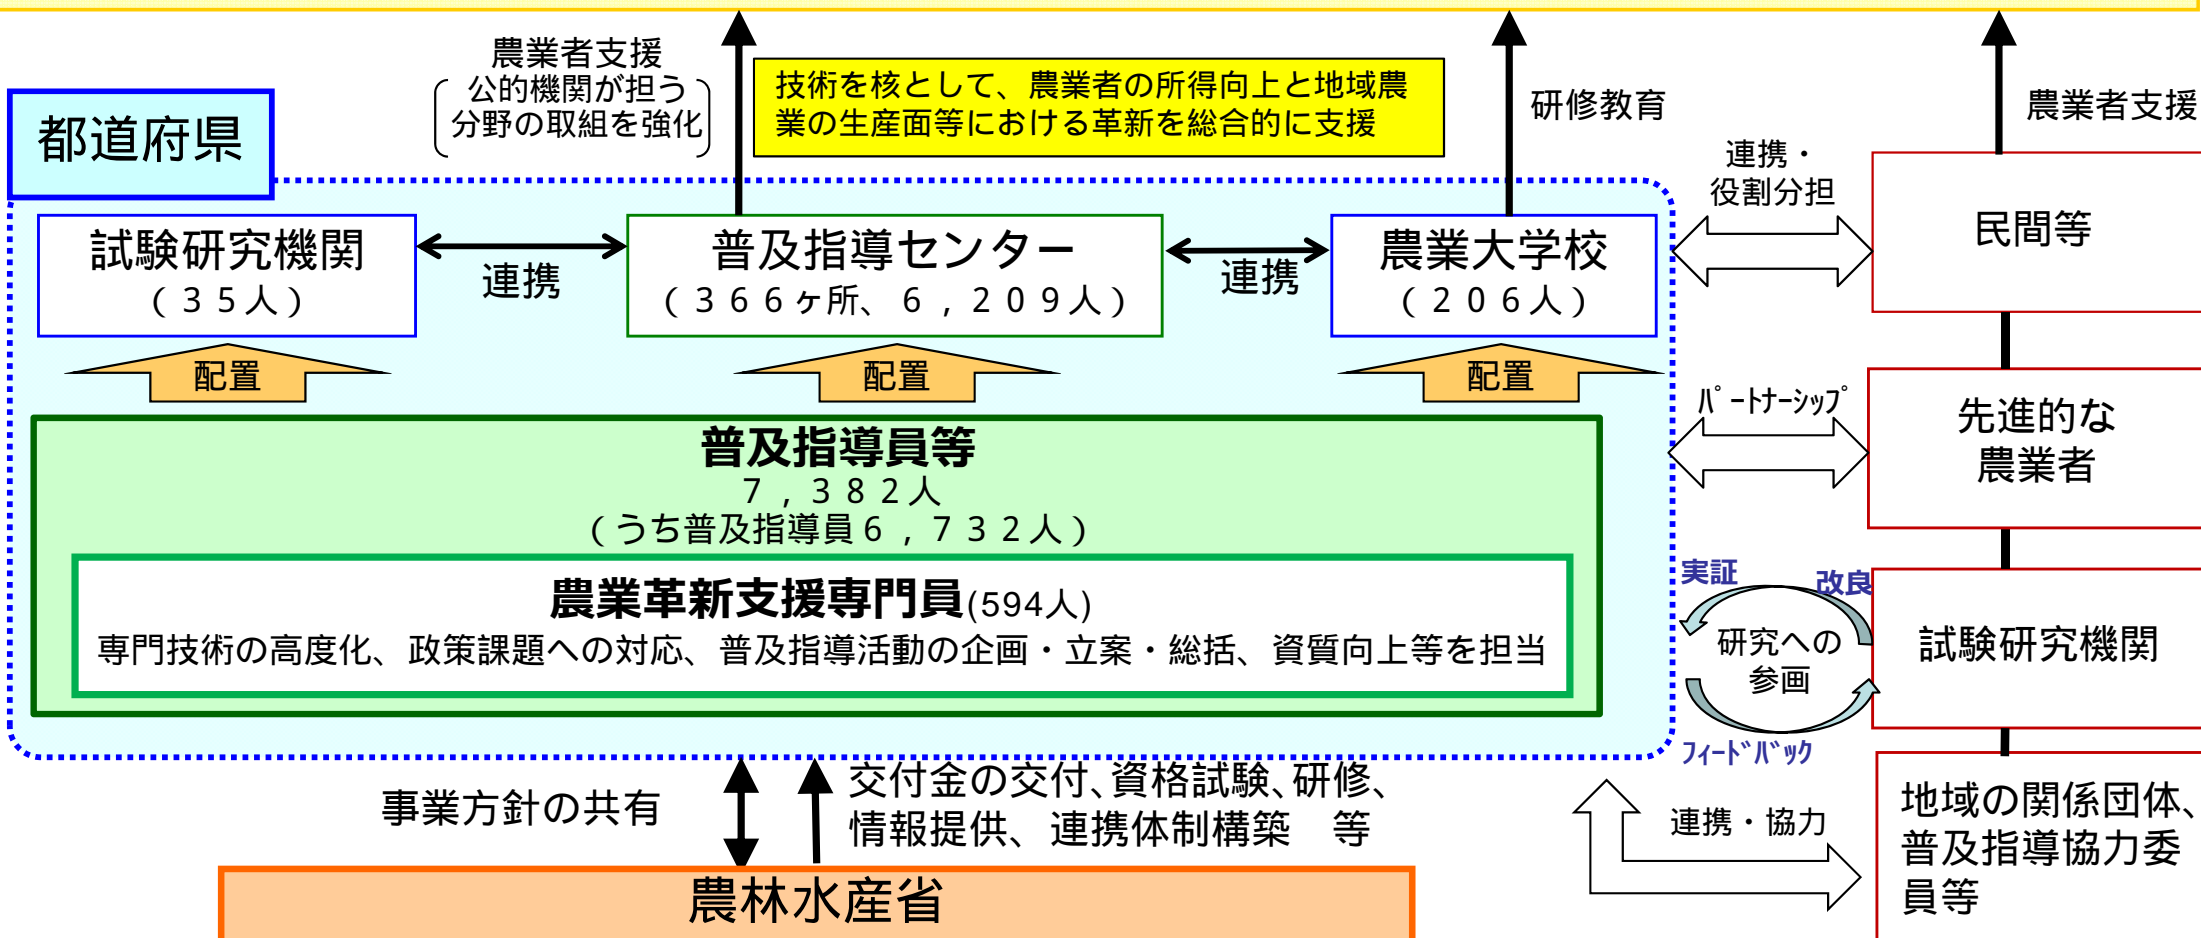 農業者支援
公的機関が担う
分野の取組を強化
技術を核として、農業者の所得向上と地域農
業の生産面等における革新を総合的に支援
研修教育
農業者支援
都道府県
連携・
役割分担
試験研究機関
(35人)
連携
普及指導センター
(366ヶ所、6,209人)
連携
農業大学校
(206人)
民間等
配置
配置
配置
パートナーシップ
先進的な
農業者
普及指導員等
7,382人
(うち普及指導員6,732人)
農業革新支援専門員(594人)
専門技術の高度化、政策課題への対応、普及指導活動の企画・立案・総括、資質向上等を担当
実証
改良
研究への
参画
フィードバック
試験研究機関
事業方針の共有
交付金の交付、資格試験、研修、
情報提供、連携体制構築 等
連携・協力
地域の関係団体、
普及指導協力委
員等
農林水産省